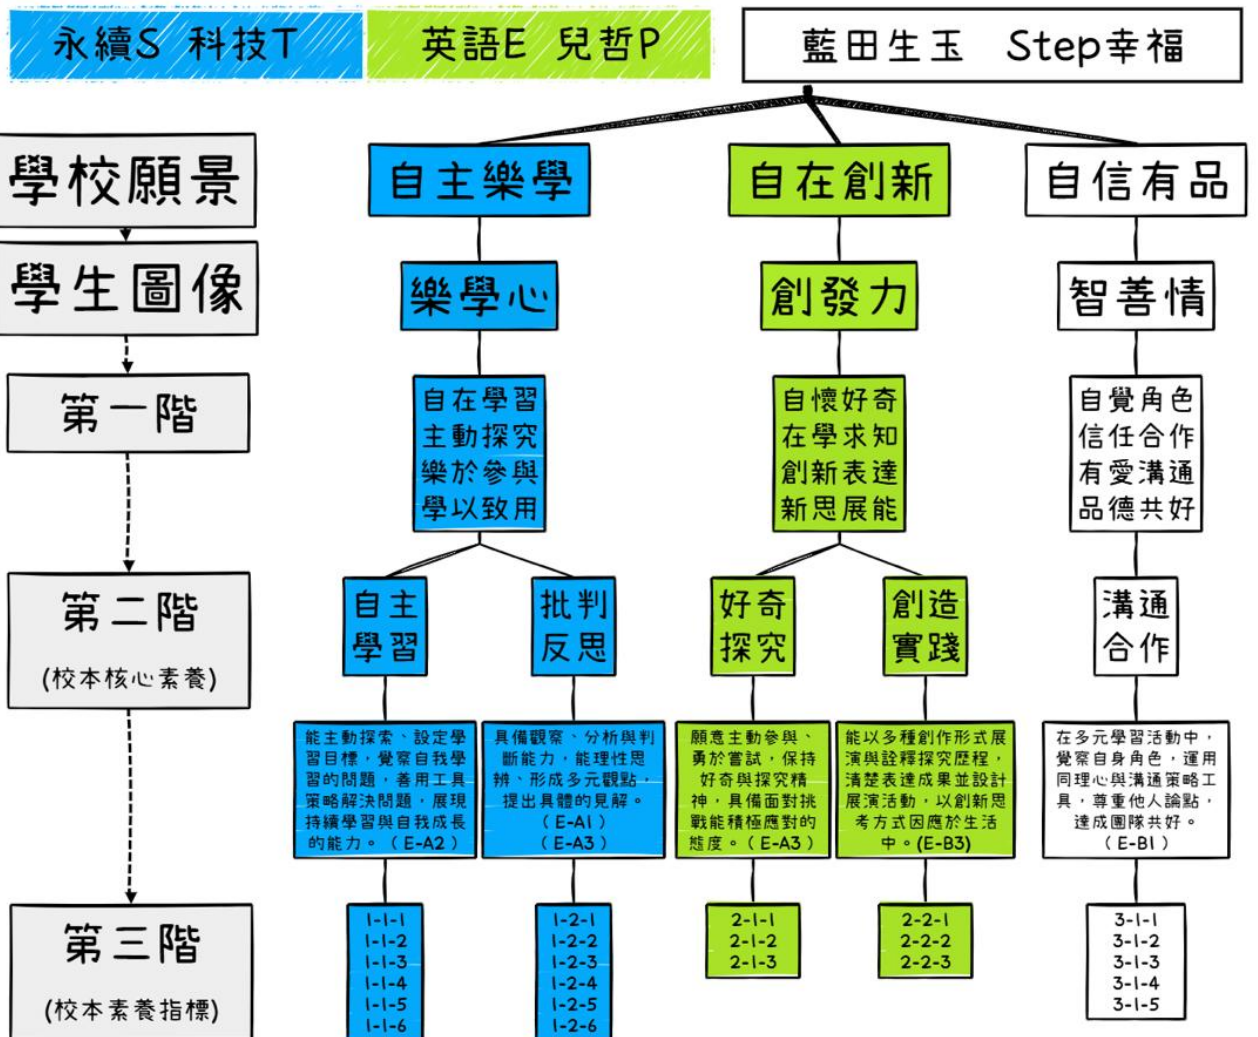 永續S 科技T
英語E 兒哲P
藍田生玉 Step幸福
學校願景
自主樂學
自在創新
自信有品
學生圖像
樂學心
創發力
智善情
第一階
自在學習
主動探究
樂於參與
學以致用
自懷好奇
在學求知
創新表達
新思展能
自覺角色
信任合作
有愛溝通
品德共好
第二階
(校本核心素養)
自主
學習
批判
反思
好奇
探究
創造
實踐
溝通
合作
能主動探索、設定學
習目標，覺察自我學
習的問題，善用工具
策略解決問題，展現
持續學習與自我成長
的能力。（E-A2）
具備觀察、分析與判
斷能力，能理性思
辨、形成多元觀點，
提出具體的見解。
（E-A1）
（E-A3）
願意主動參與、
勇於嘗試，保持
好奇與探究精
神，具備面對挑
戰能積極應對的
態度。（E-A3）
能以多種創作形式展
演與詮釋探究歷程，
清楚表達成果並設計
展演活動，以創新思
考方式因應於生活
中。(E-B3)
在多元學習活動中，
覺察自身角色，運用
同理心與溝通策略工
具，尊重他人論點，
達成團隊共好。
（E-B1）
第三階
(校本素養指標)
1-1-1
1-1-2
1-1-3
1-1-4
1-1-5
1-1-6
1-2-1
1-2-2
1-2-3
1-2-4
1-2-5
1-2-6
2-1-1
2-1-2
2-1-3
2-2-1
2-2-2
2-2-3
3-1-1
3-1-2
3-1-3
3-1-4
3-1-5